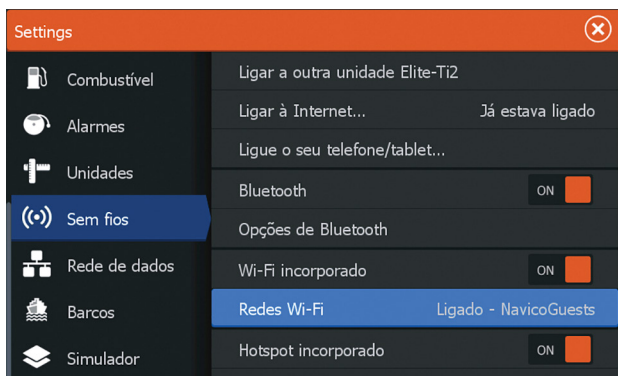 Settings
Combustível
Alarmes
Unidades
Sem fios
Rede de dados
Barcos
Simulador
Ligar a outra unidade Elite-Ti2
Ligar à Internet... Já estava ligado
Ligue o seu telefone/tablet...
Bluetooth ON
Opções de Bluetooth
Wi-Fi incorporado ON
Redes Wi-Fi Ligado - NavicoGuests
Hotspot incorporado ON